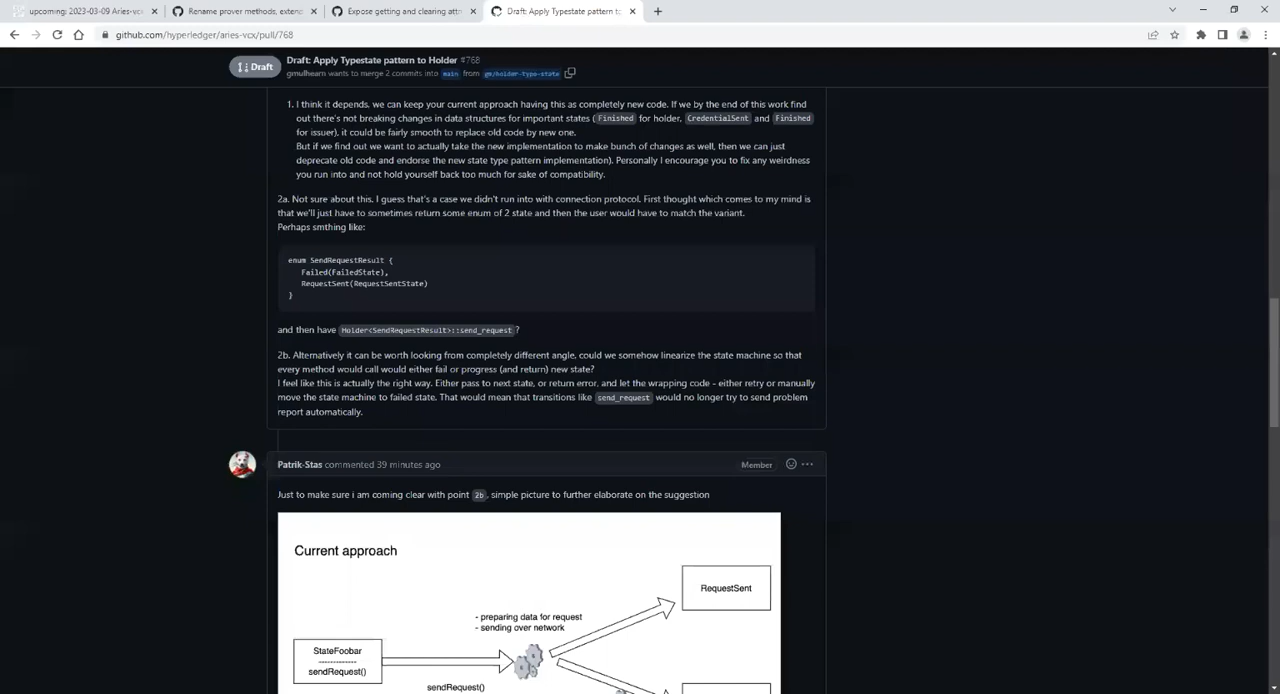 upcoming: 2023-03-09 Aries-vcx
Rename prover methods, extend
Expose getting and clearing attr
Draft: Apply Typestate pattern to
github.com/hyperledger/aries-vcx/pull/768
Draft
Draft: Apply Typestate pattern to Holder #768
gmulhearn wants to merge 2 commits into main from gm/holder-type-state
1. I think it depends, we can keep your current approach having this as completely new code. If we by the end of this work find
out there's not breaking changes in data structures for important states ( Finished for holder, CredentialSent and Finished
for issuer), it could be fairly smooth to replace old code by new one.
But if we find out we want to actually take the new implementation to make bunch of changes as well, then we can just
deprecate old code and endorse the new state type pattern implementation). Personally I encourage you to fix any weirdness
you run into and not hold yourself back too much for sake of compatibility.
2a. Not sure about this. I guess that's a case we didn't run into with connection protocol. First thought which comes to my mind is
that we'll just have to sometimes return some enum of 2 state and then the user would have to match the variant.
Perhaps smthing like:
enum SendRequestResult {
Failed(FailedState),
RequestSent(RequestSentState)
}
and then have Holder<SendRequestResult>::send_request ?
2b. Alternatively it can be worth looking from completely different angle, could we somehow linearize the state machine so that
every method would call would either fail or progress (and return) new state?
I feel like this is actually the right way. Either pass to next state, or return error, and let the wrapping code - either retry or manually
move the state machine to failed state. That would mean that transitions like send_request would no longer try to send problem
report automatically.
Patrik-Stas commented 39 minutes ago
Member
Just to make sure i am coming clear with point 2b, simple picture to further elaborate on the suggestion
Current approach
RequestSent
- preparing data for request
- sending over network
StateFoobar
------------
sendRequest()
sendRequest()